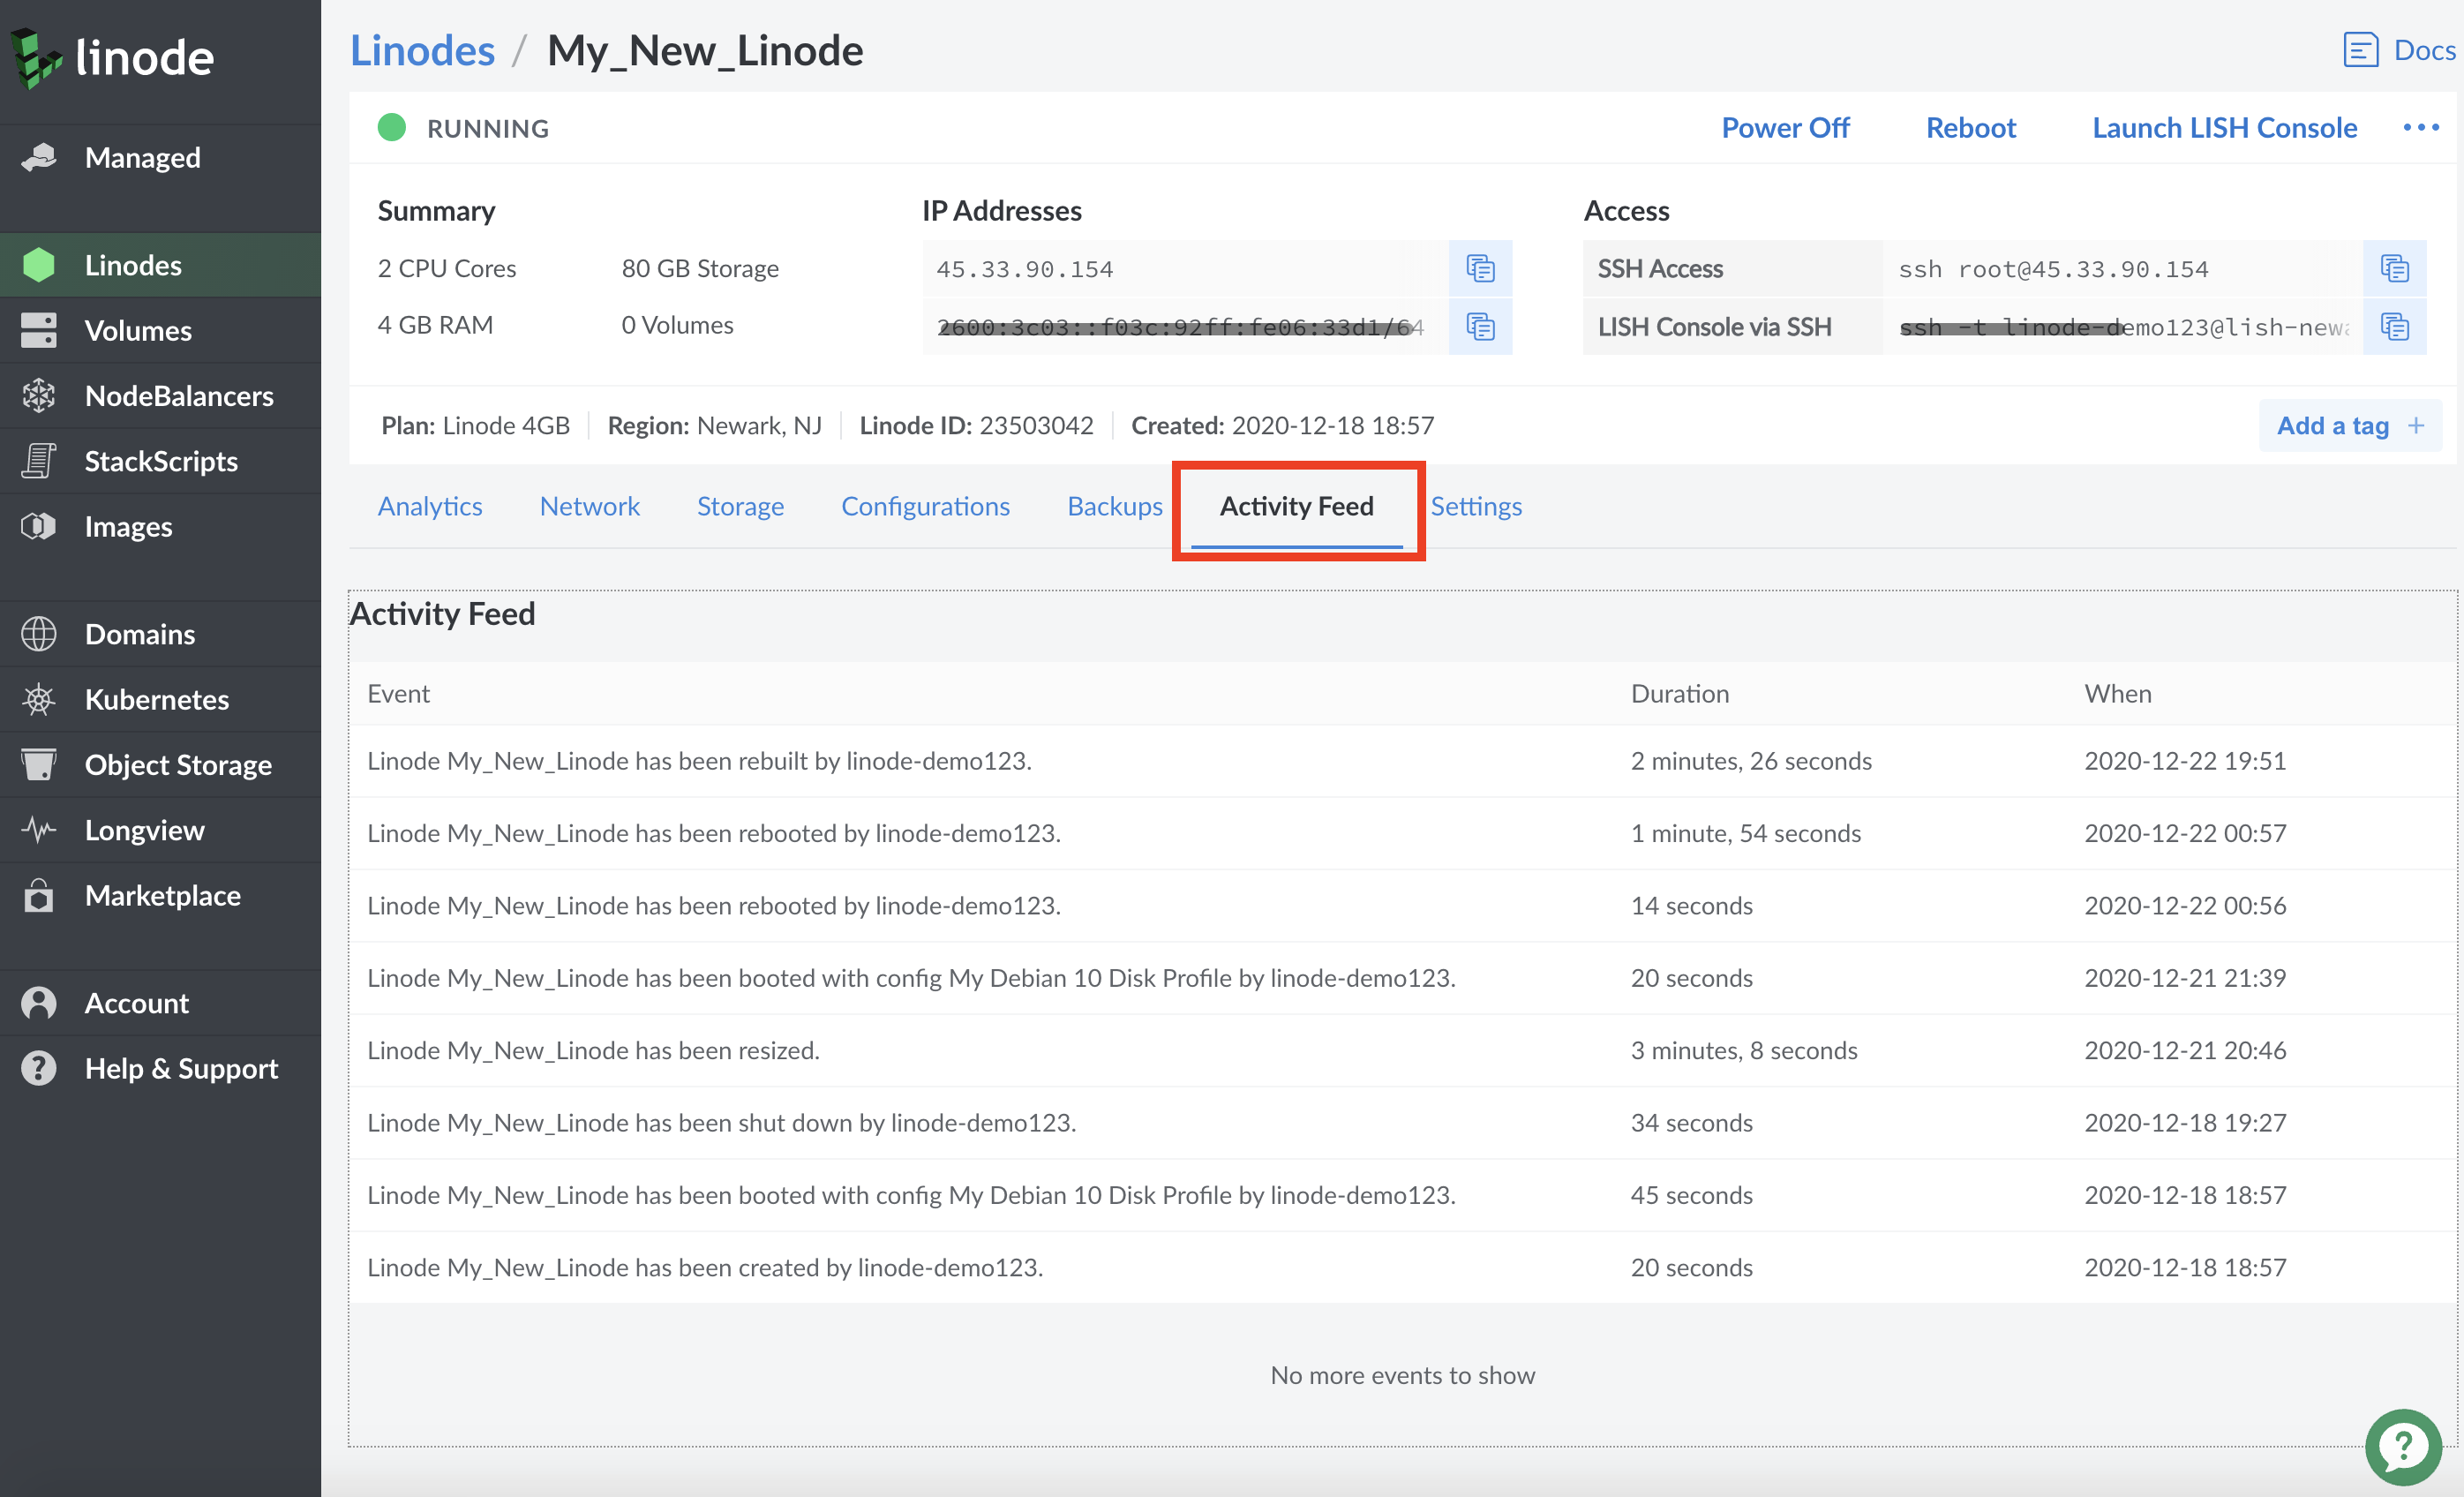 linode
Managed
Linodes
Volumes
NodeBalancers
StackScripts
Images
Domains
Kubernetes
Object Storage
Longview
Marketplace
Account
Help & Support
Linodes / My_New_Linode
Docs
RUNNING
Power Off Reboot Launch LISH Console
Summary
2 CPU Cores 80 GB Storage
4 GB RAM 0 Volumes
IP Addresses
45.33.90.154
2600:3c03::f03c:92ff:fe06:33d1/64
Access
SSH Access ssh root@45.33.90.154
LISH Console via SSH ssh -t linode-demo123@lish-newa
Plan: Linode 4GB Region: Newark, NJ Linode ID: 23503042 Created: 2020-12-18 18:57
Add a tag +
Analytics Network Storage Configurations Backups Activity Feed Settings
Activity Feed
Event Duration When
Linode My_New_Linode has been rebuilt by linode-demo123. 2 minutes, 26 seconds 2020-12-22 19:51
Linode My_New_Linode has been rebooted by linode-demo123. 1 minute, 54 seconds 2020-12-22 00:57
Linode My_New_Linode has been rebooted by linode-demo123. 14 seconds 2020-12-22 00:56
Linode My_New_Linode has been booted with config My Debian 10 Disk Profile by linode-demo123. 20 seconds 2020-12-21 21:39
Linode My_New_Linode has been resized. 3 minutes, 8 seconds 2020-12-21 20:46
Linode My_New_Linode has been shut down by linode-demo123. 34 seconds 2020-12-18 19:27
Linode My_New_Linode has been booted with config My Debian 10 Disk Profile by linode-demo123. 45 seconds 2020-12-18 18:57
Linode My_New_Linode has been created by linode-demo123. 20 seconds 2020-12-18 18:57
No more events to show